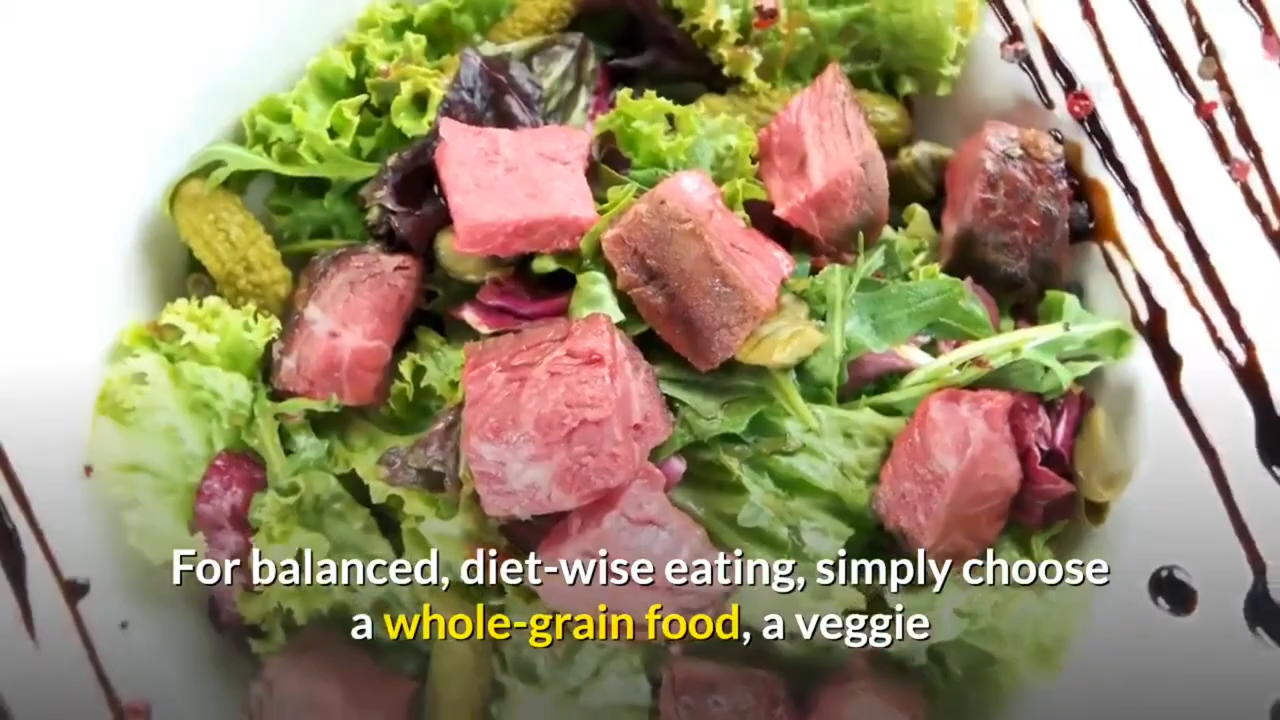 For balanced, diet-wise eating, simply choose
a whole-grain food, a veggie